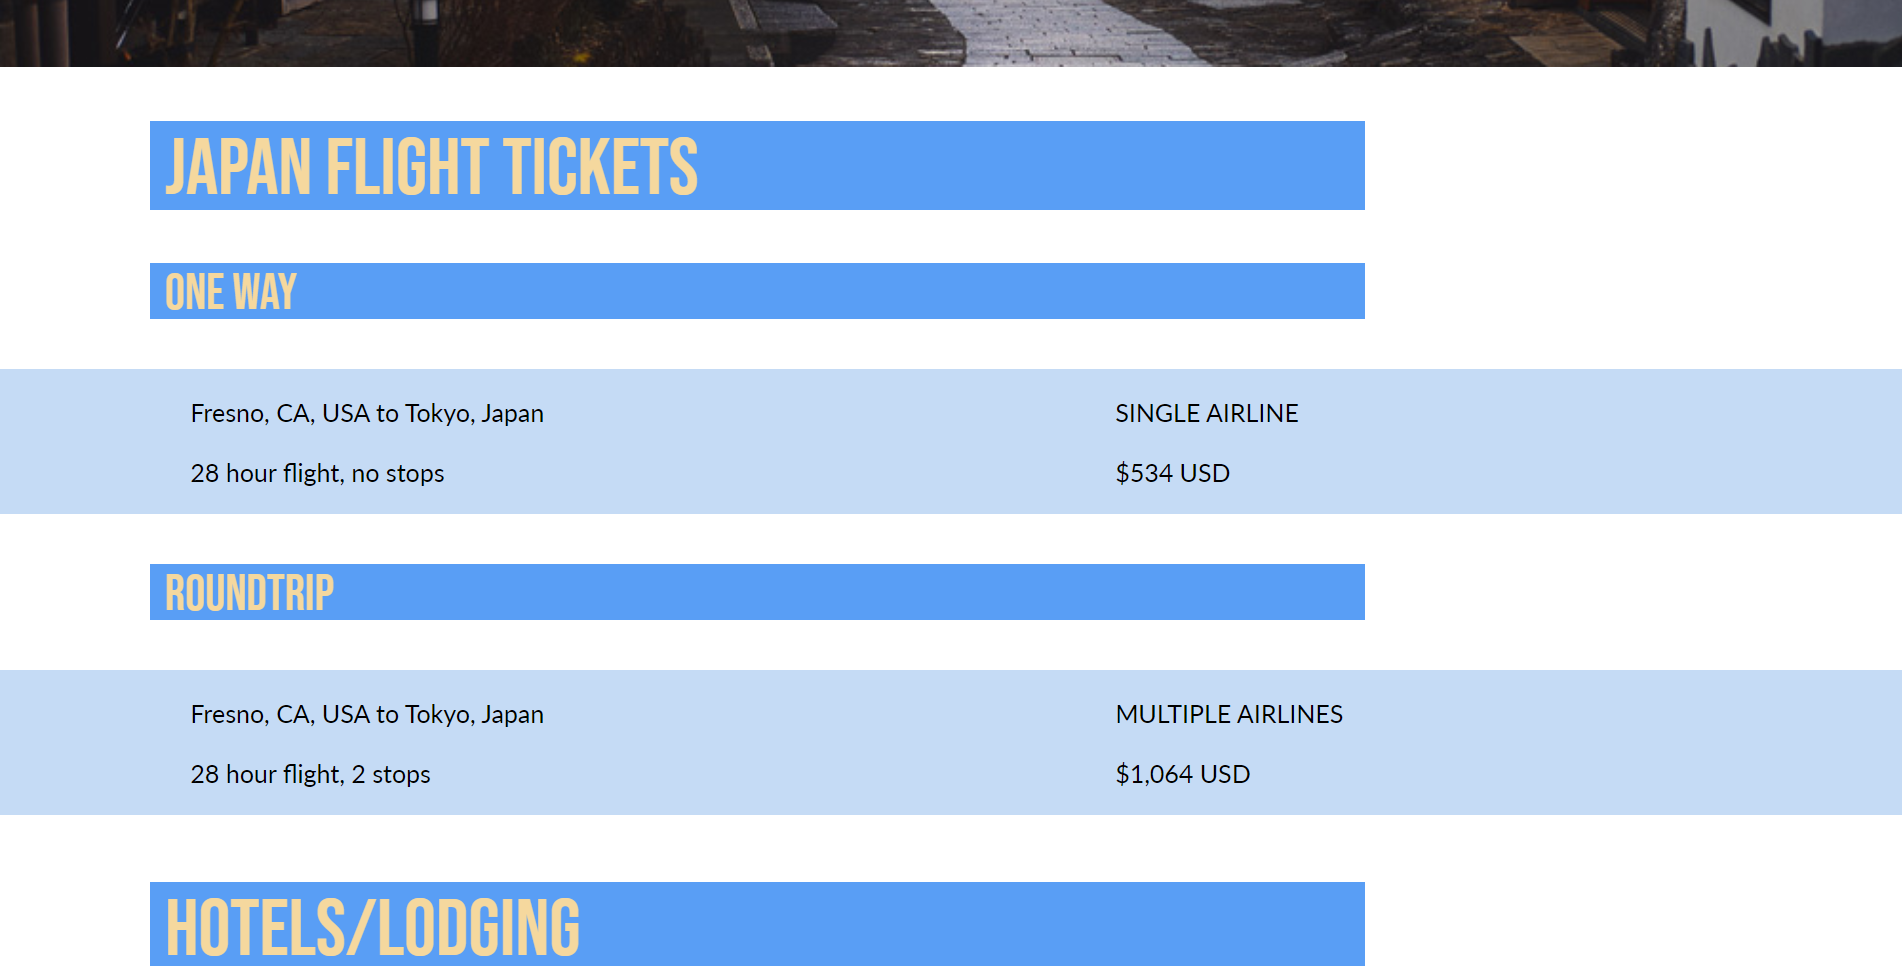 JAPAN FLIGHT TICKETS
ONE WAY
Fresno, CA, USA to Tokyo, Japan
SINGLE AIRLINE
28 hour flight, no stops
$534 USD
ROUNDTRIP
Fresno, CA, USA to Tokyo, Japan
MULTIPLE AIRLINES
28 hour flight, 2 stops
$1,064 USD
HOTELS/LODGING